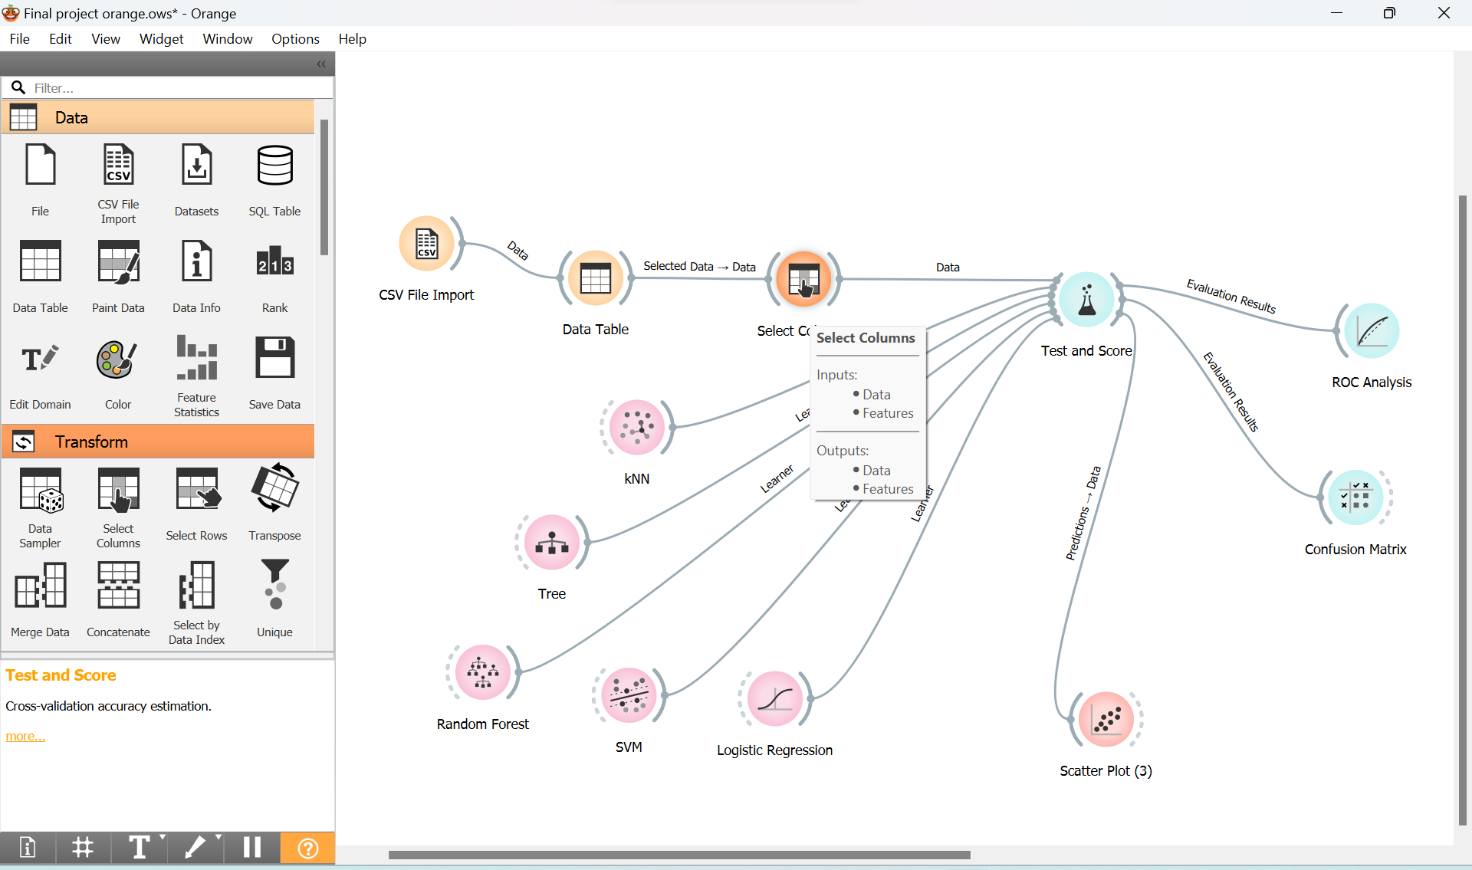 Final project orange.ows* - Orange
File Edit View Widget Window Options Help
Filter...
Data
File
CSV File
Import
Datasets
SQL Table
Data Table
Paint Data
Data Info
Rank
Edit Domain
Color
Feature
Statistics
Save Data
Transform
Data
Sampler
Select
Columns
Select Rows
Transpose
Merge Data
Concatenate
Select by
Data Index
Unique
Test and Score
Cross-validation accuracy estimation.
more...
CSV File Import
Data
Data Table
Selected Data → Data
Select Co
Data
Select Columns
Inputs:
• Data
• Features
Outputs:
• Data
• Features
Test and Score
Evaluation Results
ROC Analysis
Evaluation Results
Confusion Matrix
Predictions → Data
Scatter Plot (3)
kNN
Lea
Tree
Learner
Random Forest
Lea
SVM
Learner
Logistic Regression